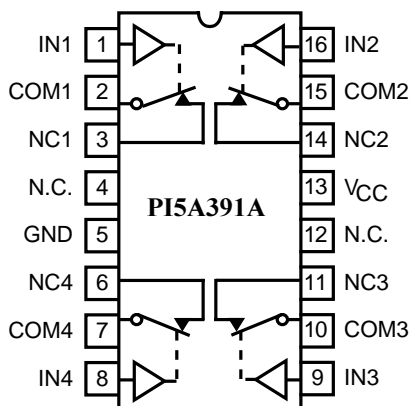 IN1 1 16 IN2
COM1 2 15 COM2
NC1 3 14 NC2
N.C. 4 PI5A391A 13 VCC
GND 5 12 N.C.
NC4 6 11 NC3
COM4 7 10 COM3
IN4 8 9 IN3